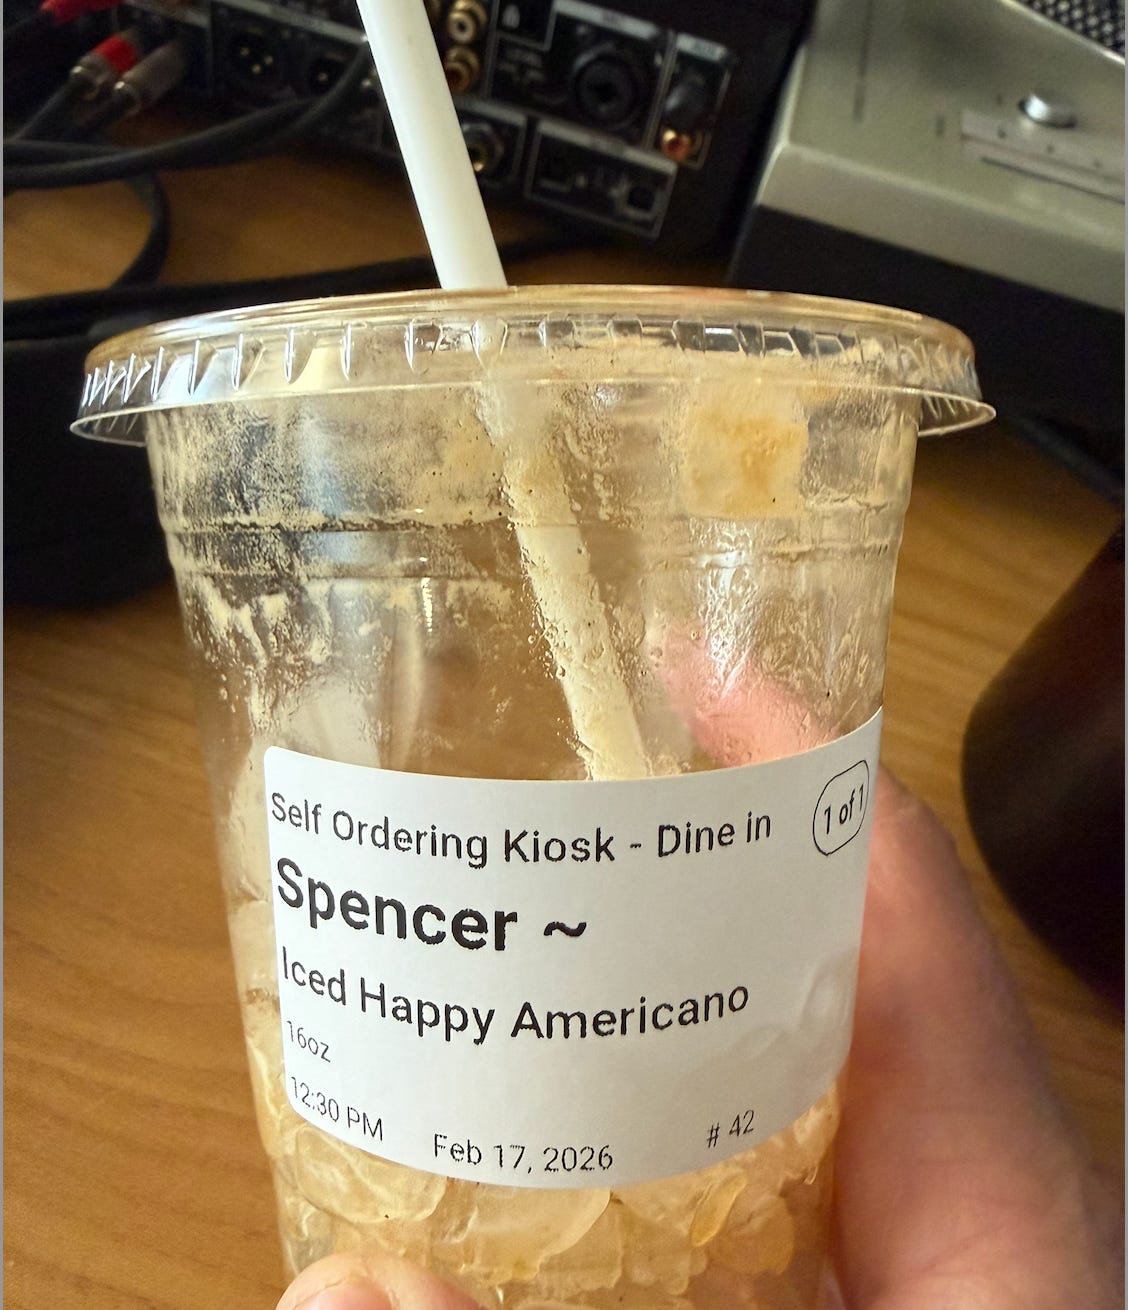 Self Ordering Kiosk - Dine in
1 of 1
Spencer ~
Iced Happy Americano
16oz
12:30 PM
Feb 17, 2026
# 42